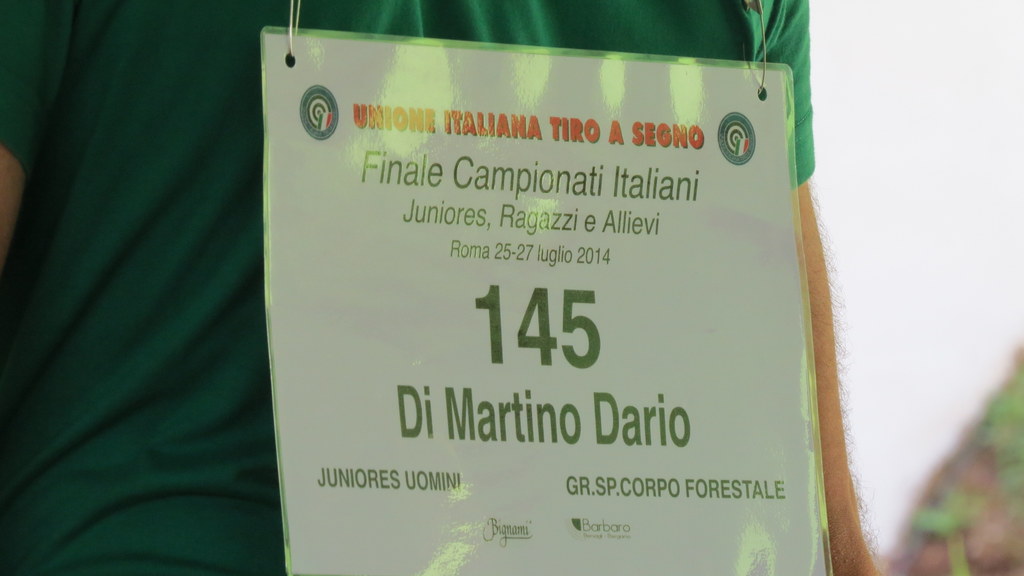 UNIONE ITALIANA TIRO A SEGNO
Finale Campionati Italiani
Juniores, Ragazzi e Allievi
Roma 25-27 luglio 2014
145
Di Martino Dario
JUNIORES UOMINI GR.SP.CORPO FORESTALE
Bignami Barbaro